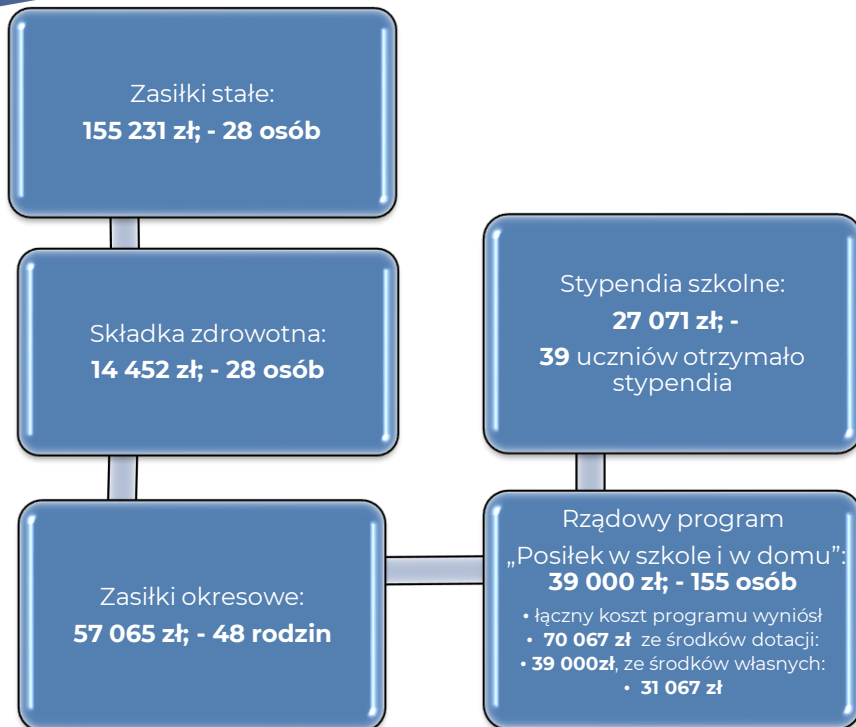 Zasiłki stałe:
155 231 zł; - 28 osób
Składka zdrowotna:
14 452 zł; - 28 osób
Zasiłki okresowe:
57 065 zł; - 48 rodzin
Rządowy program
„Posiłek w szkole i w domu”:
39 000 zł; - 155 osób
• łączny koszt programu wyniósł
• 70 067 zł ze środków dotacji:
• 39 000zł, ze środków własnych:
• 31 067 zł
Stypendia szkolne:
27 071 zł; -
39 uczniów otrzymało
stypendia